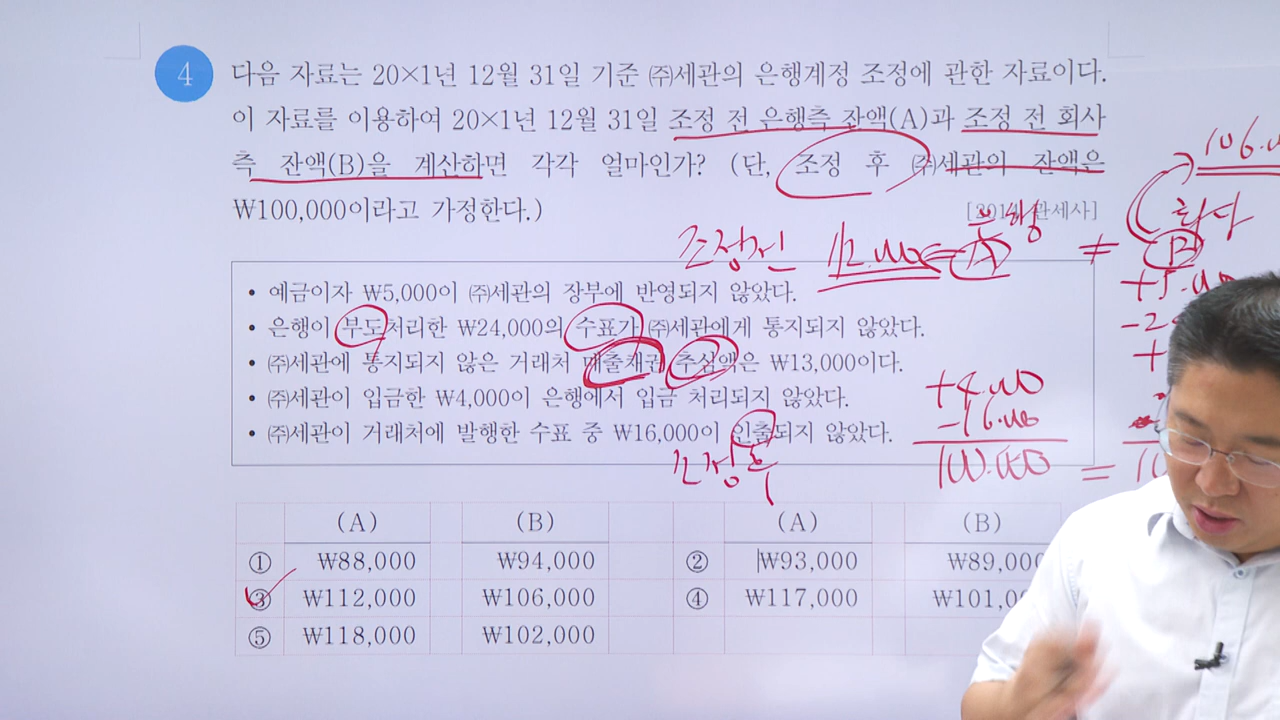 4 다음 자료는 20×1년 12월 31일 기준 ㈜세관의 은행계정 조정에 관한 자료이다.
이 자료를 이용하여 20×1년 12월 31일 조정 전 은행측 잔액(A)과 조정 전 회사
측 잔액(B)을 계산하면 각각 얼마인가? (단, 조정 후 ㈜세관의 잔액은
₩100,000이라고 가정한다.)
관세사]
106.
회사
은행
조정전 112.000 = A ≠ B
• 예금이자 ₩5,000이 ㈜세관의 장부에 반영되지 않았다.
• 은행이 부도처리한 ₩24,000의 수표가 ㈜세관에게 통지되지 않았다.
• ㈜세관에 통지되지 않은 거래처 매출채권 추심액은 ₩13,000이다.
• ㈜세관이 입금한 ₩4,000이 은행에서 입금 처리되지 않았다.
• ㈜세관이 거래처에 발행한 수표 중 ₩16,000이 인출되지 않았다.
+4.000
-16.000
조정후 100.000 =
(A) (B) (A) (B)
① ₩88,000 ₩94,000 ② ₩93,000 ₩89,000
③ ₩112,000 ₩106,000 ④ ₩117,000
⑤ ₩118,000 ₩102,000